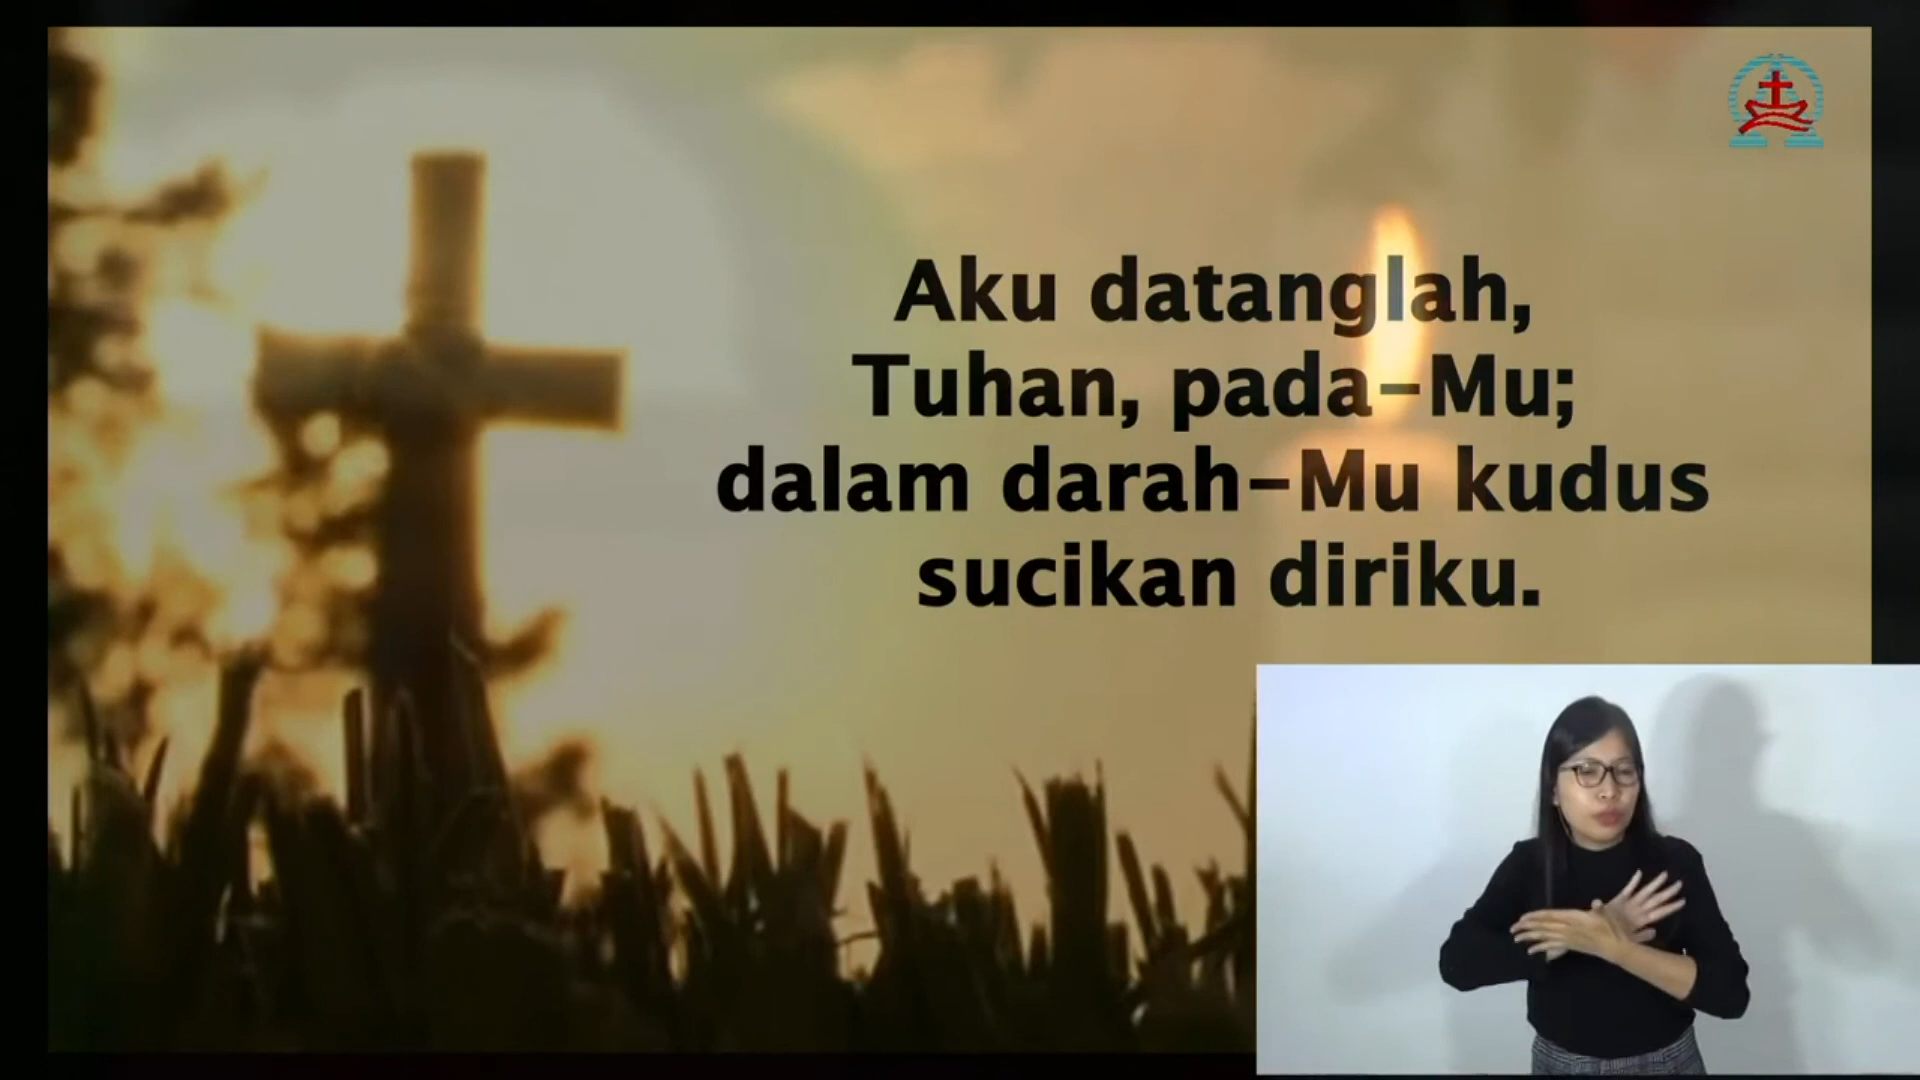 Aku datanglah,
Tuhan, pada-Mu;
dalam darah-Mu kudus
sucikan diriku.